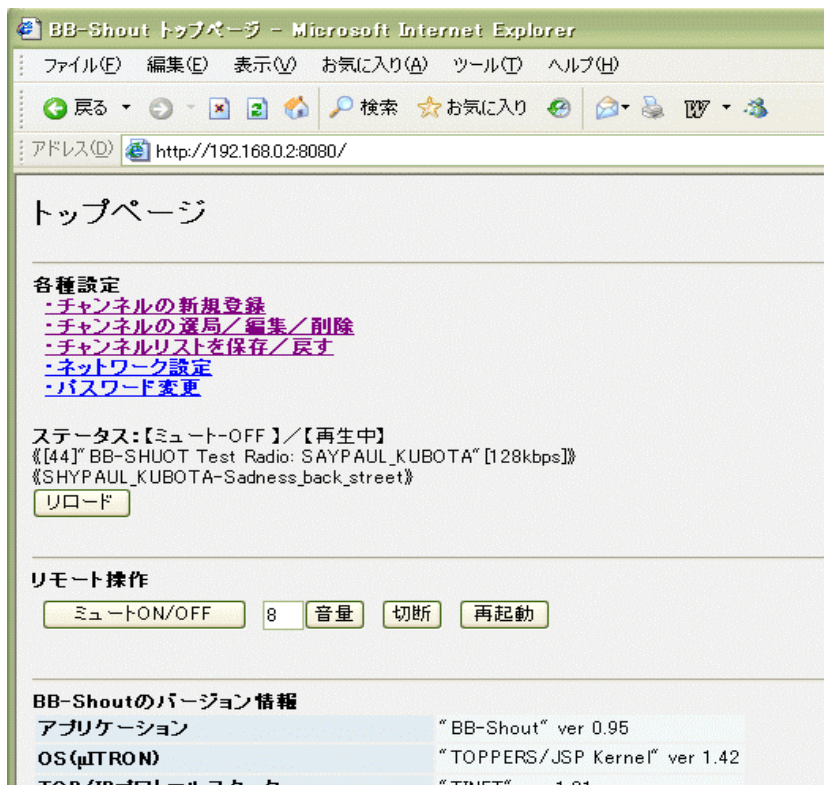 BB-Shout トップページ - Microsoft Internet Explorer
ファイル(F) 編集(E) 表示(V) お気に入り(A) ツール(T) ヘルプ(H)
戻る 検索 お気に入り
アドレス(D) http://192.168.0.2:8080/
トップページ
各種設定
・チャンネルの新規登録
・チャンネルの選局／編集／削除
・チャンネルリストを保存／戻す
・ネットワーク設定
・パスワード変更
ステータス:【ミュート-OFF】／【再生中】
《[44]"BB-SHUOT Test Radio: SAYPAUL_KUBOTA"[128kbps]》
《SHYPAUL_KUBOTA-Sadness_back_street》
リロード
リモート操作
ミュートON/OFF 8 音量 切断 再起動
BB-Shoutのバージョン情報
アプリケーション "BB-Shout" ver 0.95
OS(μITRON) "TOPPERS/JSP Kernel" ver 1.42